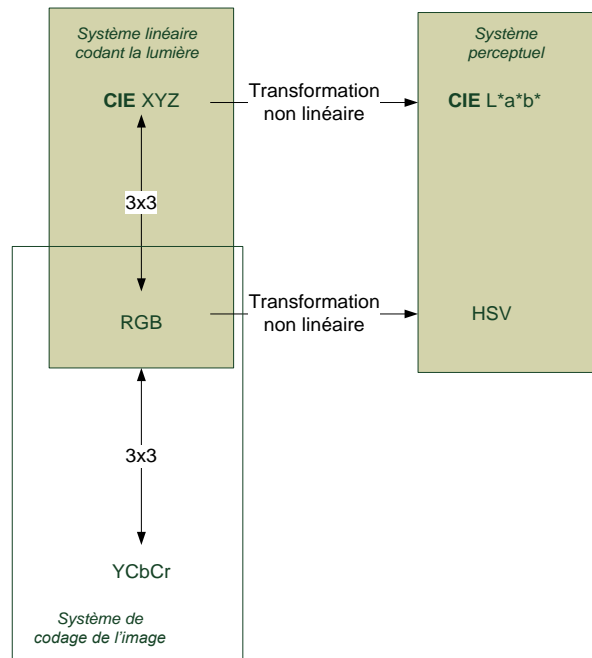 Système linéaire
codant la lumière
CIE XYZ
3x3
RGB
3x3
YCbCr
Système de
codage de l'image
Transformation
non linéaire
Transformation
non linéaire
Système
perceptuel
CIE L*a*b*
HSV